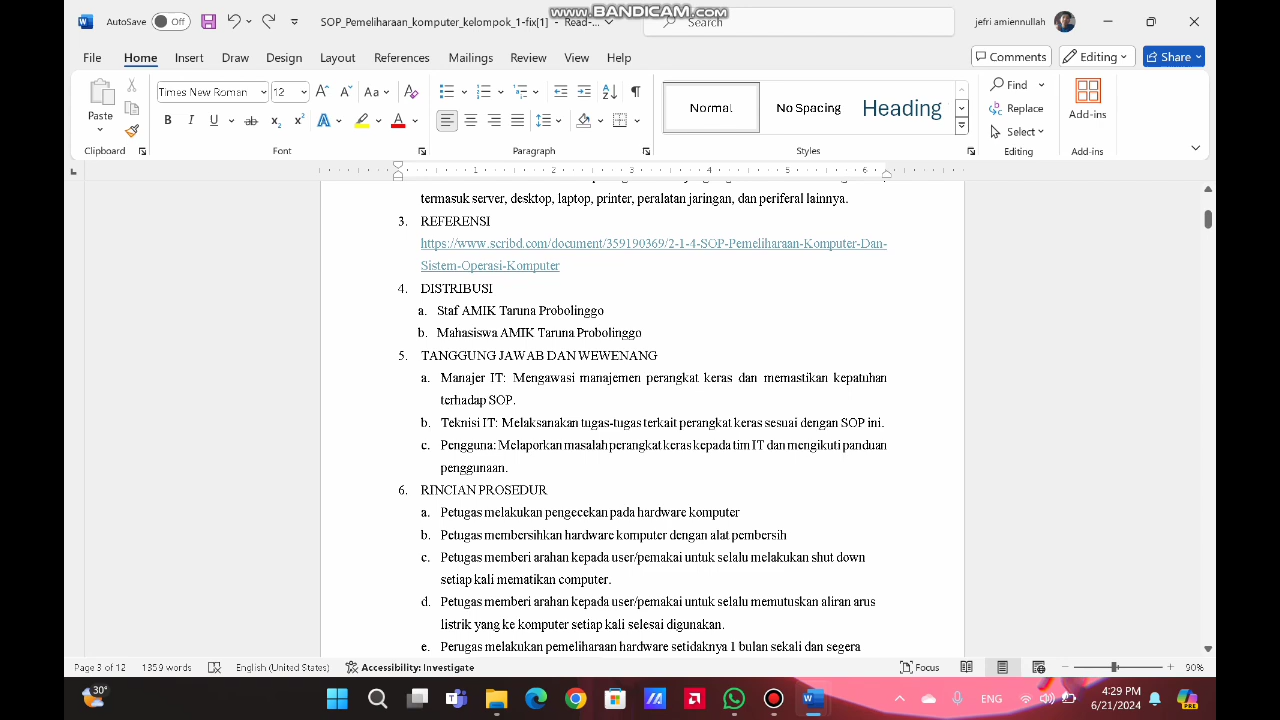 AutoSave Off SOP_Pemeliharaan_komputer_kelompok_1-fix[1] - Read-... Search jefri amiennullah
www.BANDICAM.com
File Home Insert Draw Design Layout References Mailings Review View Help Comments Editing Share
Paste Times New Roman 12 Normal No Spacing Heading Find Replace Select Add-ins
Clipboard Font Paragraph Styles Editing Add-ins
1 2 3 4 5 6
termasuk server, desktop, laptop, printer, peralatan jaringan, dan periferal lainnya.
3. REFERENSI
https://www.scribd.com/document/359190369/2-1-4-SOP-Pemeliharaan-Komputer-Dan-
Sistem-Operasi-Komputer
4. DISTRIBUSI
a. Staf AMIK Taruna Probolinggo
b. Mahasiswa AMIK Taruna Probolinggo
5. TANGGUNG JAWAB DAN WEWENANG
a. Manajer IT: Mengawasi manajemen perangkat keras dan memastikan kepatuhan
terhadap SOP.
b. Teknisi IT: Melaksanakan tugas-tugas terkait perangkat keras sesuai dengan SOP ini.
c. Pengguna: Melaporkan masalah perangkat keras kepada tim IT dan mengikuti panduan
penggunaan.
6. RINCIAN PROSEDUR
a. Petugas melakukan pengecekan pada hardware komputer
b. Petugas membersihkan hardware komputer dengan alat pembersih
c. Petugas memberi arahan kepada user/pemakai untuk selalu melakukan shut down
setiap kali mematikan computer.
d. Petugas memberi arahan kepada user/pemakai untuk selalu memutuskan aliran arus
listrik yang ke komputer setiap kali selesai digunakan.
e. Perugas melakukan pemeliharaan hardware setidaknya 1 bulan sekali dan segera
Page 3 of 12 1359 words English (United States) Accessibility: Investigate Focus 90%
30° ENG 4:29 PM
6/21/2024